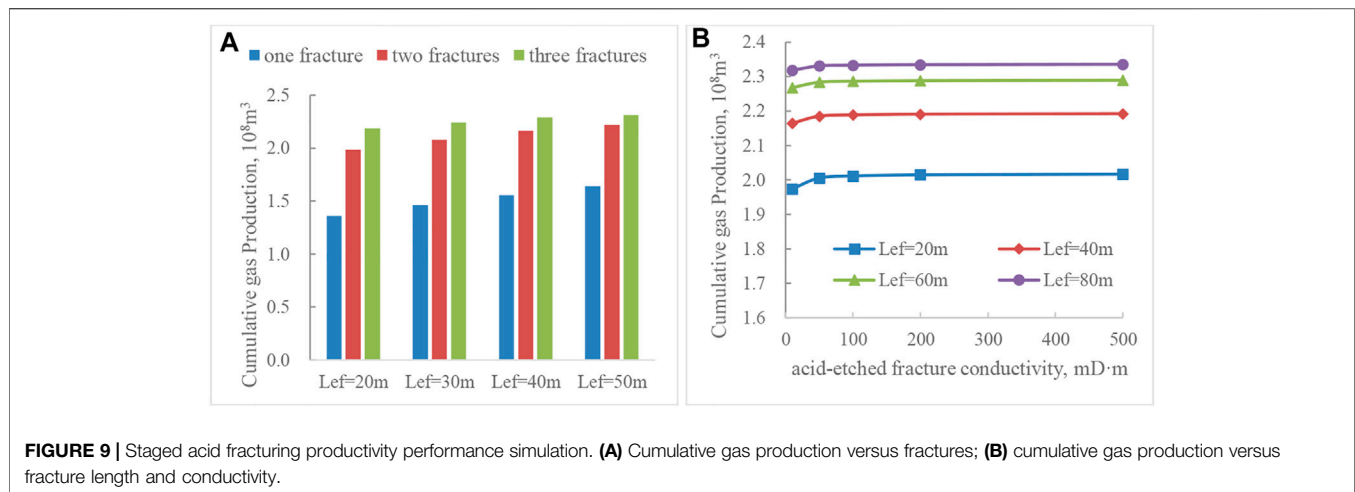 A
one fracture two fractures three fractures
Cumulative gas Production, 10⁸m³
2.5
2.0
1.5
1.0
0.5
0.0
Lef=20m Lef=30m Lef=40m Lef=50m
B
Cumulative gas Production, 10⁸m³
2.4
2.3
2.2
2.1
2.0
1.9
1.8
1.7
1.6
Lef=20m Lef=40m
Lef=60m Lef=80m
0 100 200 300 400 500
acid-etched fracture conductivity, mD·m
FIGURE 9 | Staged acid fracturing productivity performance simulation. (A) Cumulative gas production versus fractures; (B) cumulative gas production versus
fracture length and conductivity.